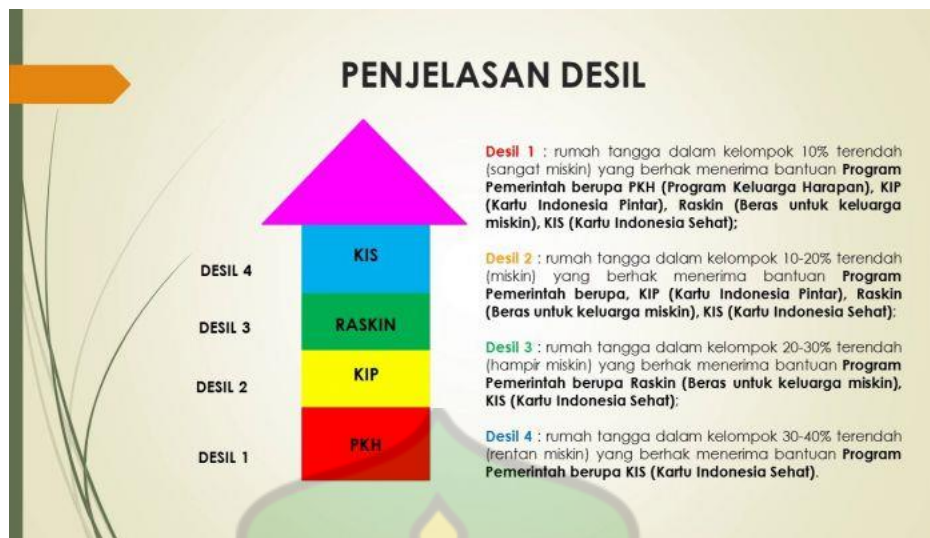 PENJELASAN DESIL
DESIL 4
KIS
DESIL 3
RASKIN
DESIL 2
KIP
DESIL 1
PKH
Desil 1 : rumah tangga dalam kelompok 10% terendah
(sangat miskin) yang berhak menerima bantuan Program
Pemerintah berupa PKH (Program Keluarga Harapan), KIP
(Kartu Indonesia Pintar), Raskin (Beras untuk keluarga
miskin), KIS (Kartu Indonesia Sehat);
Desil 2 : rumah tangga dalam kelompok 10-20% terendah
(miskin) yang berhak menerima bantuan Program
Pemerintah berupa, KIP (Kartu Indonesia Pintar), Raskin
(Beras untuk keluarga miskin), KIS (Kartu Indonesia Sehat):
Desil 3 : rumah tangga dalam kelompok 20-30% terendah
(hampir miskin) yang berhak menerima bantuan Program
Pemerintah berupa Raskin (Beras untuk keluarga miskin),
KIS (Kartu Indonesia Sehat):
Desil 4 : rumah tangga dalam kelompok 30-40% terendah
(rentan miskin) yang berhak menerima bantuan Program
Pemerintah berupa KIS (Kartu Indonesia Sehat).